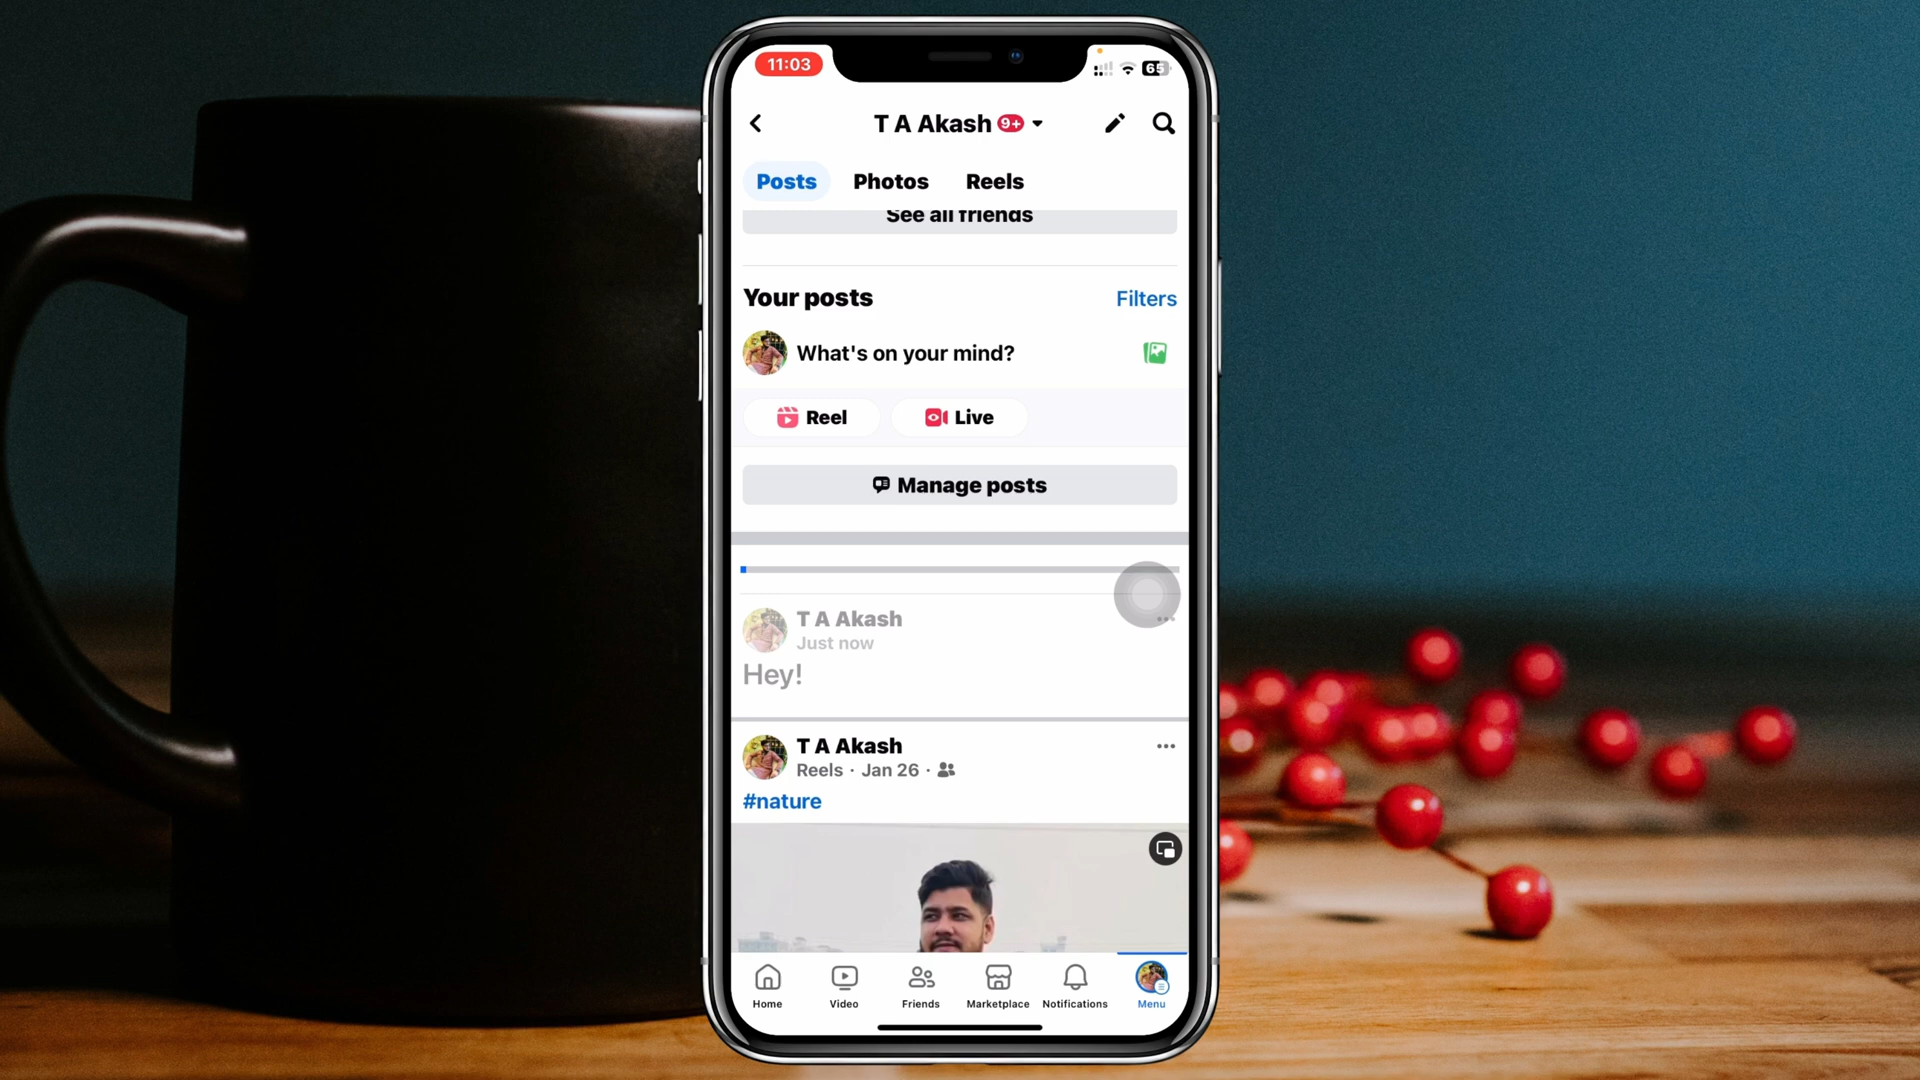 11:03
65
T A Akash 9+
Posts Photos Reels
See all friends
Your posts Filters
What's on your mind?
Reel Live
Manage posts
T A Akash
Just now
Hey!
T A Akash
Reels · Jan 26 ·
#nature
Home Video Friends Marketplace Notifications Menu